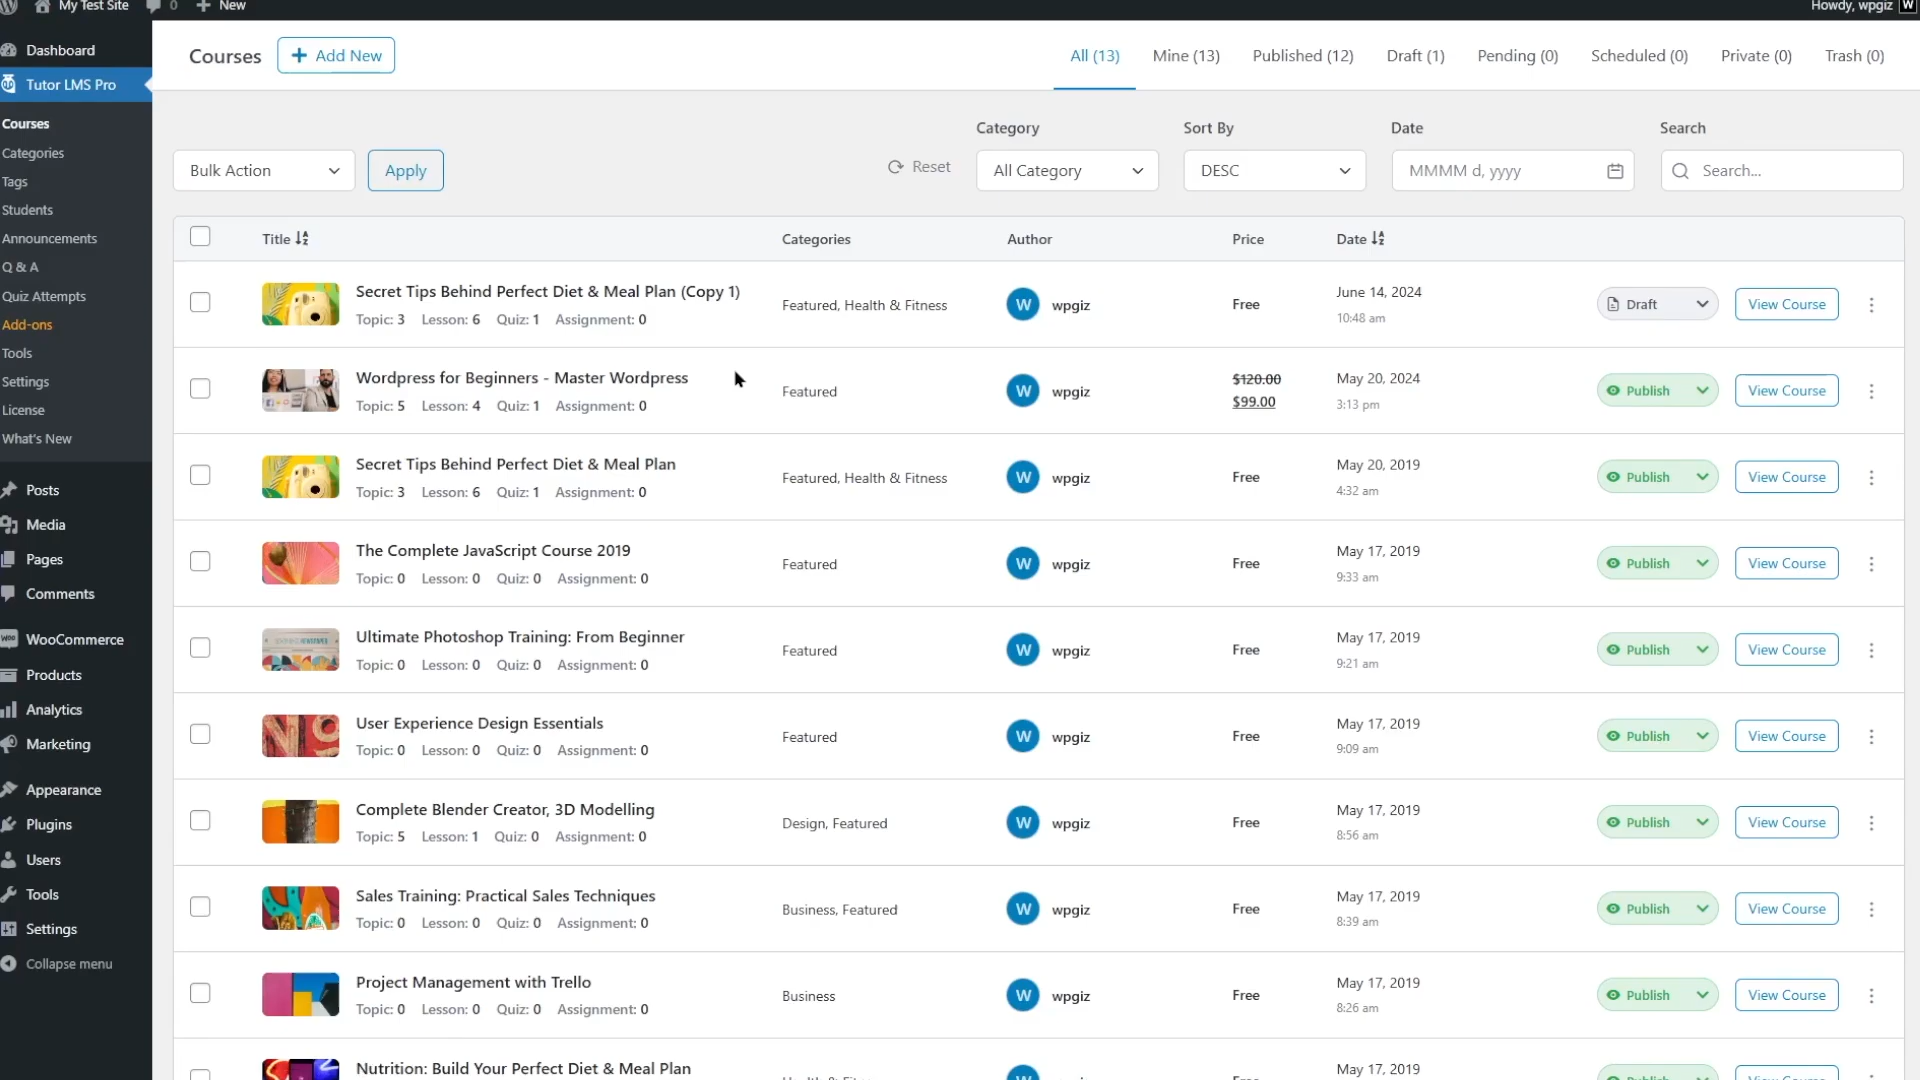 My Test Site 0 New Howdy, wpgiz W
Dashboard
Tutor LMS Pro
Courses
Categories
Tags
Students
Announcements
Q & A
Quiz Attempts
Add-ons
Tools
Settings
License
What's New
Posts
Media
Pages
Comments
WooCommerce
Products
Analytics
Marketing
Appearance
Plugins
Users
Tools
Settings
Collapse menu
Courses Add New All (13) Mine (13) Published (12) Draft (1) Pending (0) Scheduled (0) Private (0) Trash (0)
Category Sort By Date Search
Bulk Action Apply Reset All Category DESC MMMM d, yyyy Search...
Title Categories Author Price Date
Secret Tips Behind Perfect Diet & Meal Plan (Copy 1)
Topic: 3 Lesson: 6 Quiz: 1 Assignment: 0
Featured, Health & Fitness W wpgiz Free
June 14, 2024
10:48 am
Draft View Course
Wordpress for Beginners - Master Wordpress
Topic: 5 Lesson: 4 Quiz: 1 Assignment: 0
Featured W wpgiz
$120.00
$99.00
May 20, 2024
3:13 pm
Publish View Course
Secret Tips Behind Perfect Diet & Meal Plan
Topic: 3 Lesson: 6 Quiz: 1 Assignment: 0
Featured, Health & Fitness W wpgiz Free
May 20, 2019
4:32 am
Publish View Course
The Complete JavaScript Course 2019
Topic: 0 Lesson: 0 Quiz: 0 Assignment: 0
Featured W wpgiz Free
May 17, 2019
9:33 am
Publish View Course
Ultimate Photoshop Training: From Beginner
Topic: 0 Lesson: 0 Quiz: 0 Assignment: 0
Featured W wpgiz Free
May 17, 2019
9:21 am
Publish View Course
User Experience Design Essentials
Topic: 0 Lesson: 0 Quiz: 0 Assignment: 0
Featured W wpgiz Free
May 17, 2019
9:09 am
Publish View Course
Complete Blender Creator, 3D Modelling
Topic: 5 Lesson: 1 Quiz: 0 Assignment: 0
Design, Featured W wpgiz Free
May 17, 2019
8:56 am
Publish View Course
Sales Training: Practical Sales Techniques
Topic: 0 Lesson: 0 Quiz: 0 Assignment: 0
Business, Featured W wpgiz Free
May 17, 2019
8:39 am
Publish View Course
Project Management with Trello
Topic: 0 Lesson: 0 Quiz: 0 Assignment: 0
Business W wpgiz Free
May 17, 2019
8:26 am
Publish View Course
Nutrition: Build Your Perfect Diet & Meal Plan
May 17, 2019